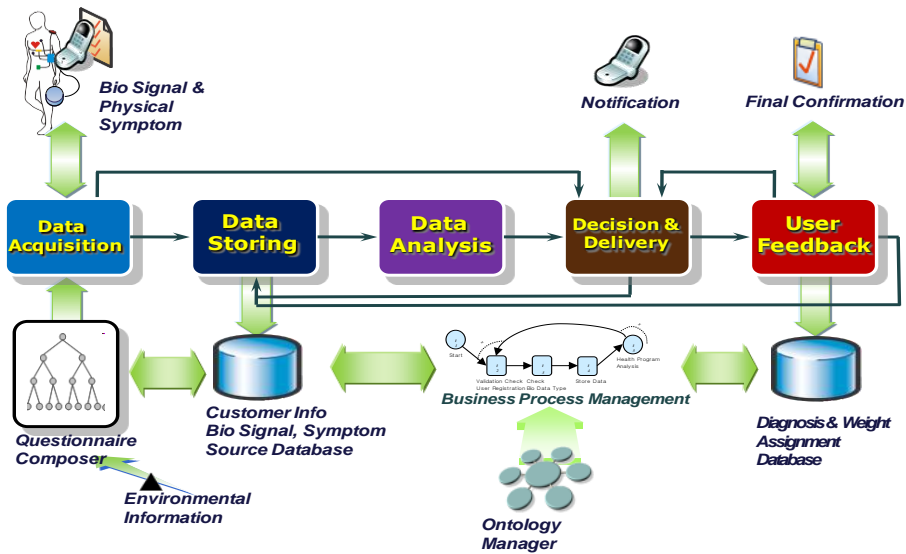 Bio Signal &
Physical
Symptom
Notification
Final Confirmation
Data
Acquisition
Data
Storing
Data
Analysis
Decision &
Delivery
User
Feedback
Start
Validation Check
User Registration
Check
Bio Data Type
Store Data
Health Program
Analysis
Business Process Management
Customer Info
Bio Signal, Symptom
Source Database
Diagnosis & Weight
Assignment
Database
Questionnaire
Composer
Environmental
Information
Ontology
Manager